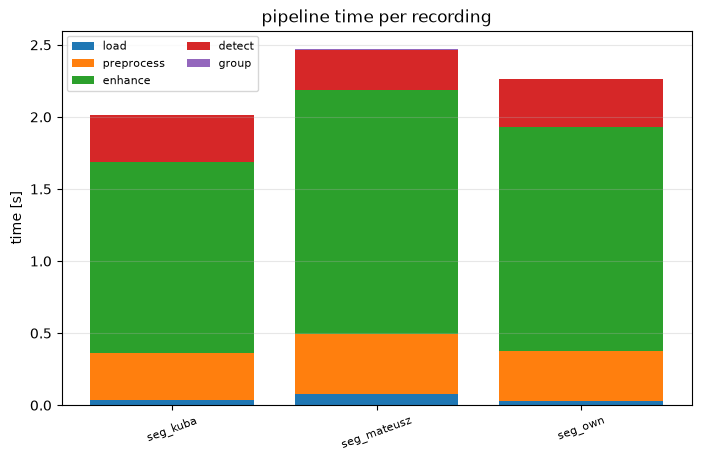 pipeline time per recording
load
preprocess
enhance
detect
group
time [s]
2.5
2.0
1.5
1.0
0.5
0.0
seg_kuba
seg_mateusz
seg_own